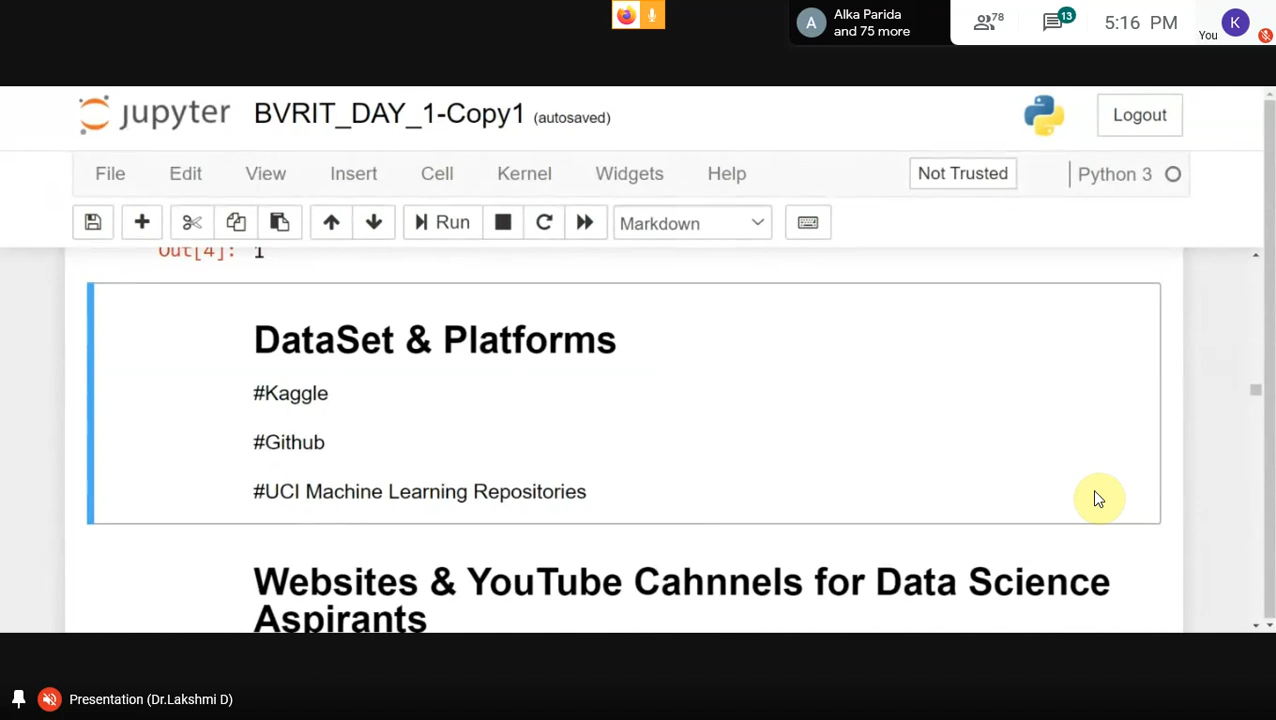 Alka Parida
and 75 more
A
78
13
5:16 PM
You
K
jupyter
BVRIT_DAY_1-Copy1 (autosaved)
Logout
File Edit View Insert Cell Kernel Widgets Help
Not Trusted
Python 3
Run
Markdown
Out[4]: 1
DataSet & Platforms
#Kaggle
#Github
#UCI Machine Learning Repositories
Websites & YouTube Cahnnels for Data Science
Aspirants
Presentation (Dr.Lakshmi D)